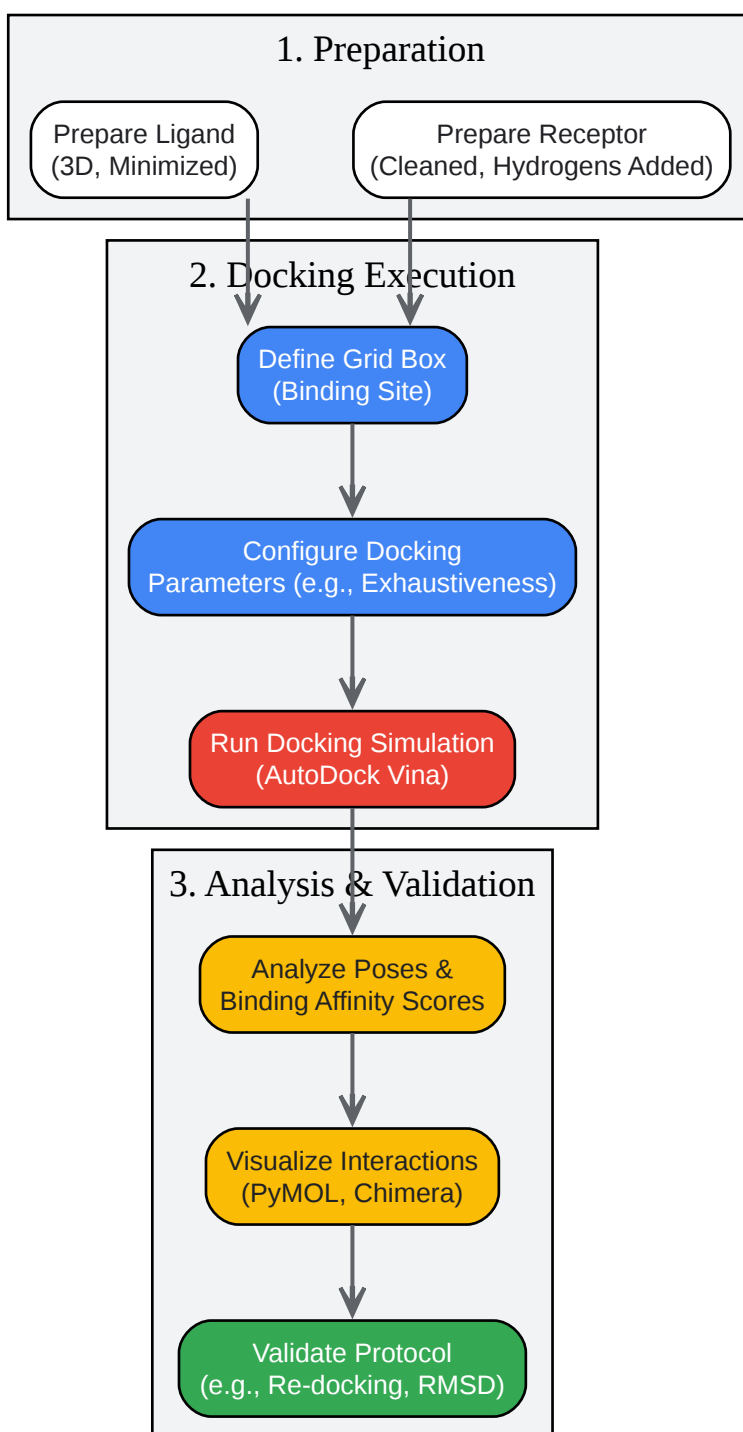 1. Preparation
Prepare Ligand
(3D, Minimized)
Prepare Receptor
(Cleaned, Hydrogens Added)
2. Docking Execution
Define Grid Box
(Binding Site)
Configure Docking
Parameters (e.g., Exhaustiveness)
Run Docking Simulation
(AutoDock Vina)
3. Analysis & Validation
Analyze Poses &
Binding Affinity Scores
Visualize Interactions
(PyMOL, Chimera)
Validate Protocol
(e.g., Re-docking, RMSD)